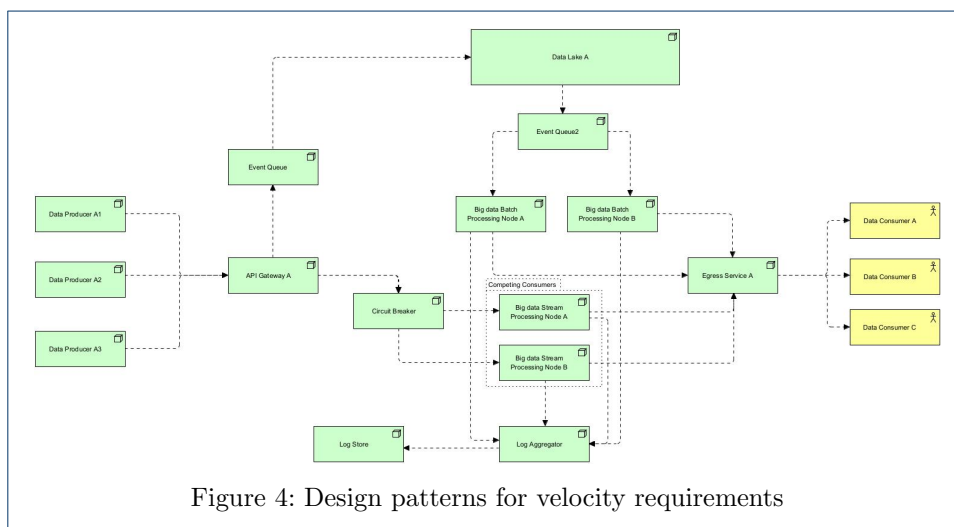 Data Lake A
Event Queue2
Event Queue
Big data Batch
Processing Node A
Big data Batch
Processing Node B
Data Producer A1
Data Producer A2
Data Producer A3
API Gateway A
Circuit Breaker
Competing Consumers
Big data Stream
Processing Node A
Big data Stream
Processing Node B
Egress Service A
Data Consumer A
Data Consumer B
Data Consumer C
Log Store
Log Aggregator
Figure 4: Design patterns for velocity requirements